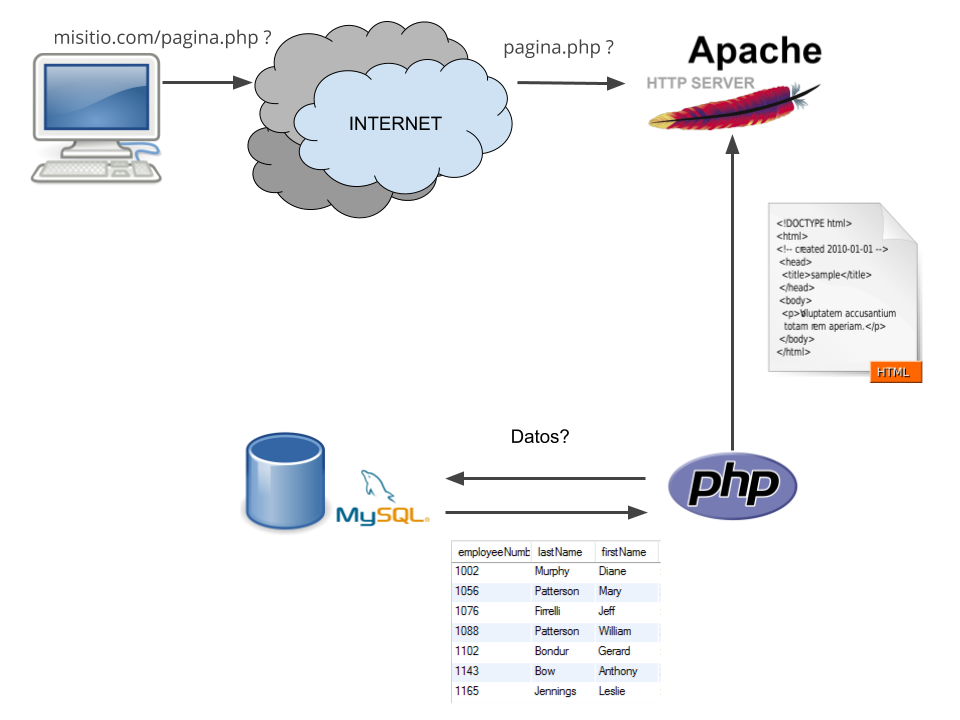 misitio.com/pagina.php ?
INTERNET
pagina.php ?
Apache
HTTP SERVER
<!DOCTYPE html>
<html>
<!-- created 2010-01-01 -->
<head>
<title>sample</title>
</head>
<body>
<p>Voluptatem accusantium
totam rem aperiam.</p>
</body>
</html>
HTML
Datos?
MySQL
php
employeeNumb lastName firstName
1002 Murphy Diane
1056 Patterson Mary
1076 Firrelli Jeff
1088 Patterson William
1102 Bondur Gerard
1143 Bow Anthony
1165 Jennings Leslie